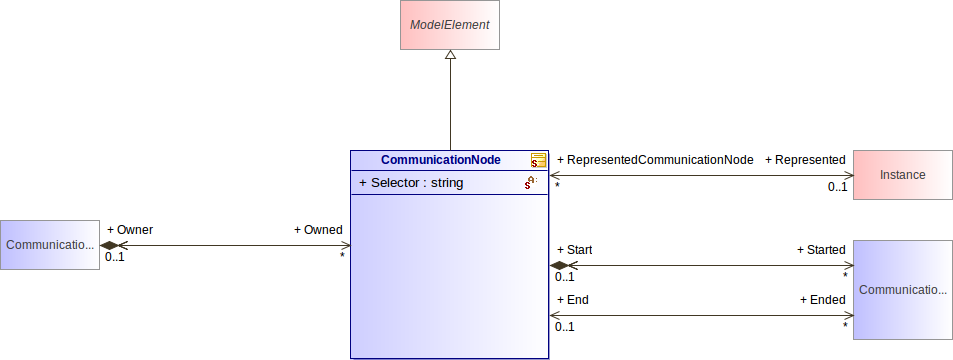 ModelElement
CommunicationNode
+ Selector : string
+ RepresentedCommunicationNode
+ Represented
*
0..1
Instance
Communicatio...
+ Owner
+ Owned
0..1
*
+ Start
+ Started
0..1
*
+ End
+ Ended
0..1
*
Communicatio...